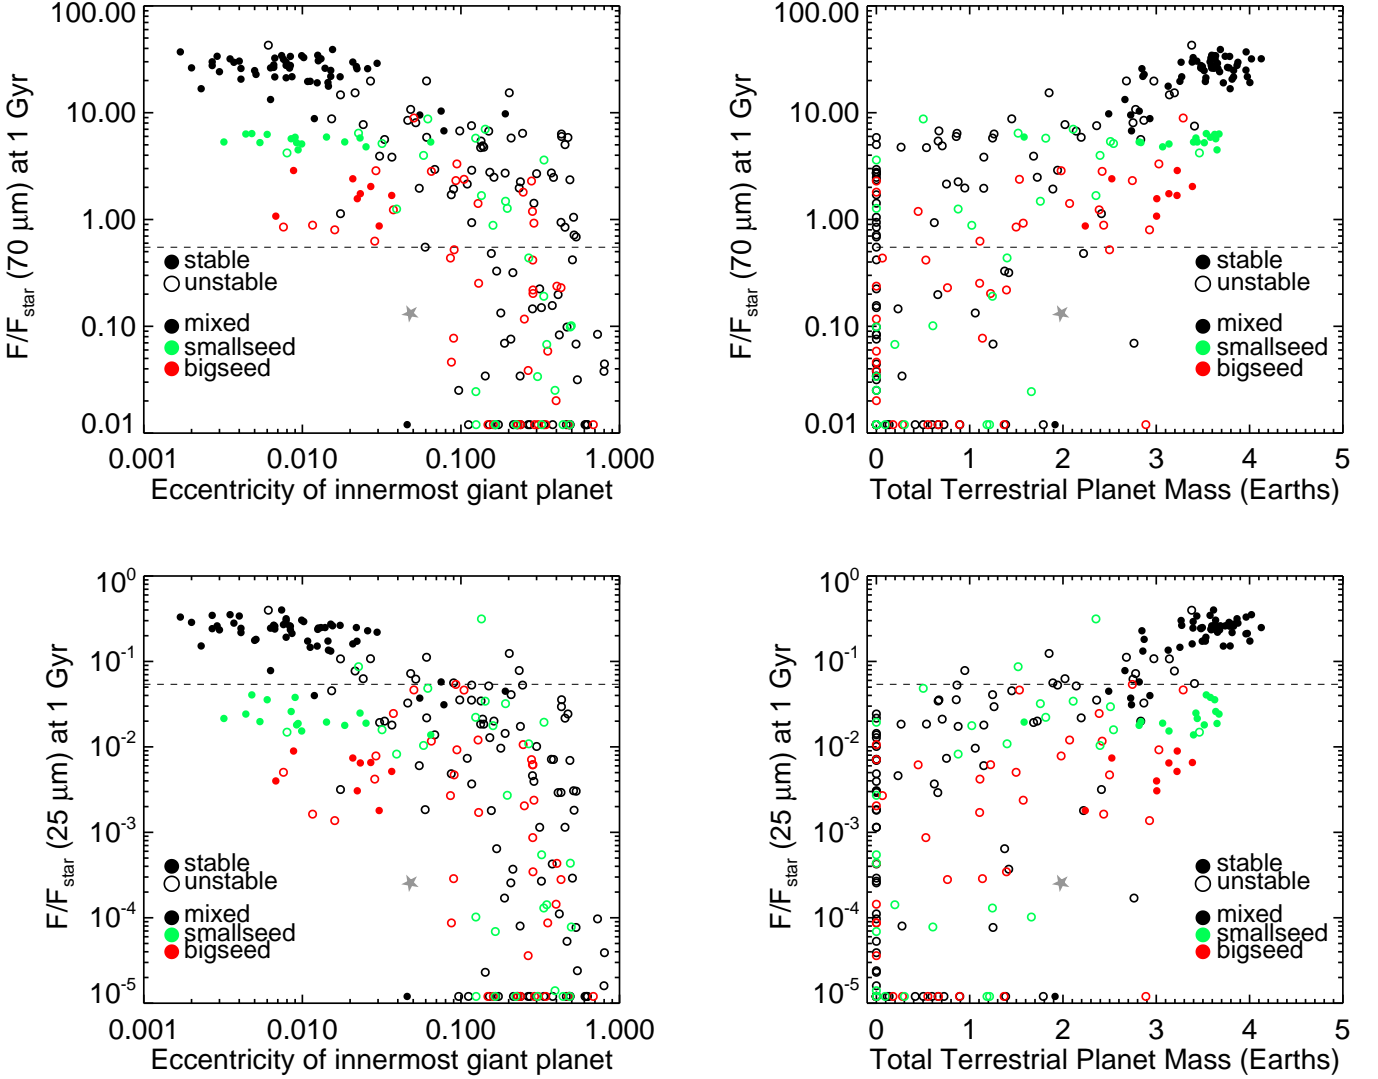 100.00
10.00
1.00
0.10
0.01
F/Fstar (70 μm) at 1 Gyr
stable
unstable
mixed
smallseed
bigseed
0.001 0.010 0.100 1.000
Eccentricity of innermost giant planet
100.00
10.00
1.00
0.10
0.01
F/Fstar (70 μm) at 1 Gyr
stable
unstable
mixed
smallseed
bigseed
0 1 2 3 4 5
Total Terrestrial Planet Mass (Earths)
10^0
10^-1
10^-2
10^-3
10^-4
10^-5
F/Fstar (25 μm) at 1 Gyr
stable
unstable
mixed
smallseed
bigseed
0.001 0.010 0.100 1.000
Eccentricity of innermost giant planet
10^0
10^-1
10^-2
10^-3
10^-4
10^-5
F/Fstar (25 μm) at 1 Gyr
stable
unstable
mixed
smallseed
bigseed
0 1 2 3 4 5
Total Terrestrial Planet Mass (Earths)